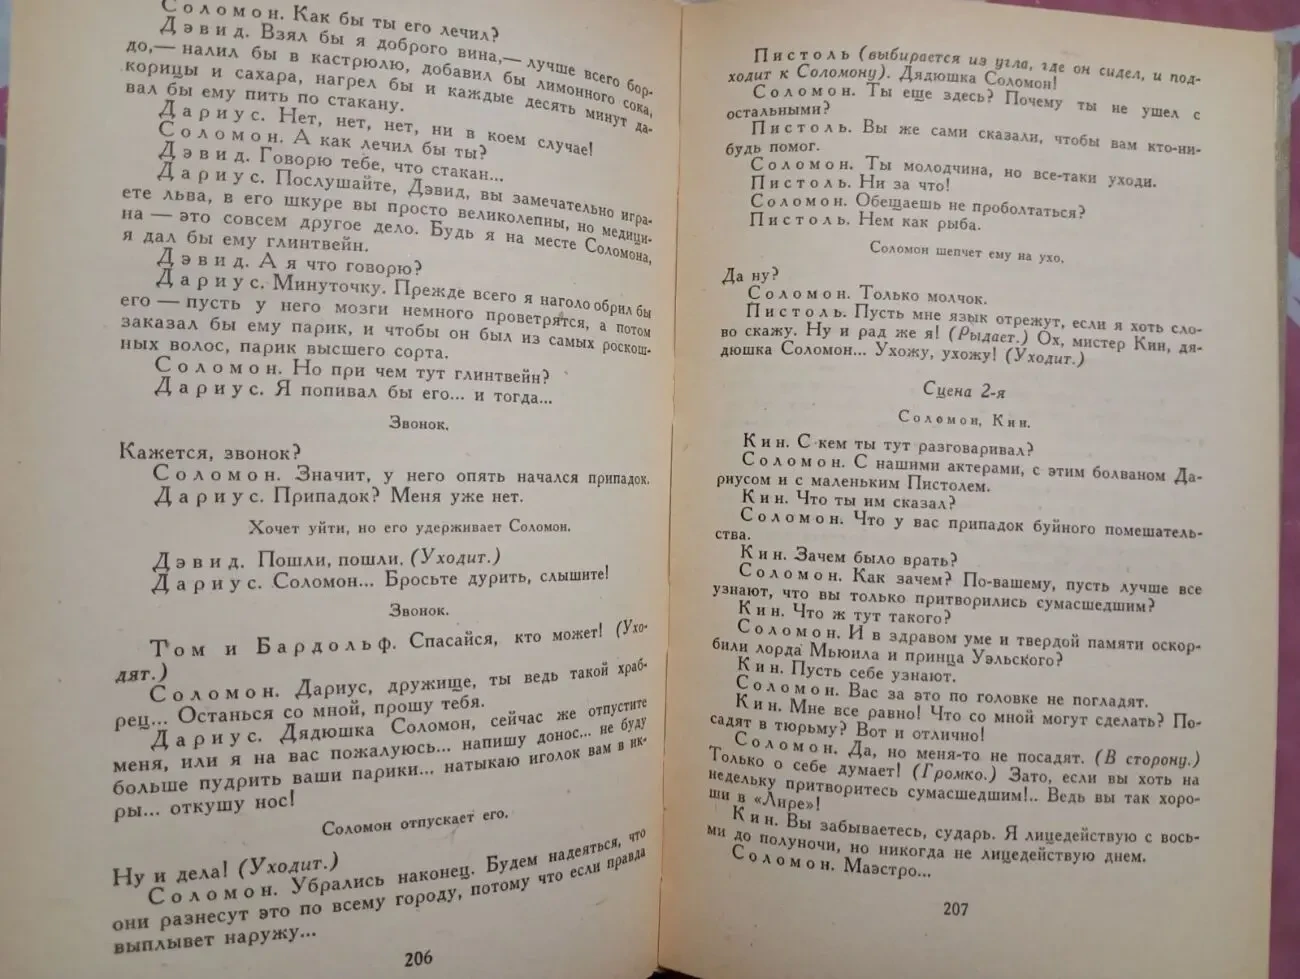 Соломон. Как бы ты его лечил?
Дэвид. Взял бы я доброго вина,— лучше всего бор-
до,— налил бы в кастрюлю, добавил бы лимонного сока,
корицы и сахара, нагрел бы и каждые десять минут да-
вал бы ему пить по стакану.
Дариус. Нет, нет, нет, ни в коем случае!
Соломон. А как лечил бы ты?
Дэвид. Говорю тебе, что стакан...
Дариус. Послушайте, Дэвид, вы замечательно игра-
ете льва, в его шкуре вы просто великолепны, но медици-
на — это совсем другое дело. Будь я на месте Соломона,
я дал бы ему глинтвейн.
Дэвид. А я что говорю?
Дариус. Минуточку. Прежде всего я наголо обрил бы
его — пусть у него мозги немного проветрятся, а потом
заказал бы ему парик, и чтобы он был из самых роскош-
ных волос, парик высшего сорта.
Соломон. Но при чем тут глинтвейн?
Дариус. Я попивал бы его... и тогда...
Звонок.
Кажется, звонок?
Соломон. Значит, у него опять начался припадок.
Дариус. Припадок? Меня уже нет.
Хочет уйти, но его удерживает Соломон.
Дэвид. Пошли, пошли. (Уходит.)
Дариус. Соломон... Бросьте дурить, слышите!
Звонок.
Том и Бардольф. Спасайся, кто может! (Ухо-
дят.)
Соломон. Дариус, дружище, ты ведь такой храб-
рец... Останься со мной, прошу тебя.
Дариус. Дядюшка Соломон, сейчас же отпустите
меня, или я на вас пожалуюсь... напишу донос... не буду
больше пудрить ваши парики... натыкаю иголок вам в ик-
ры... откушу нос!
Соломон отпускает его.
Ну и дела! (Уходит.)
Соломон. Убрались наконец. Будем надеяться, что
они разнесут это по всему городу, потому что если правда
выплывет наружу...
206
Пистоль (выбирается из угла, где он сидел, и под-
ходит к Соломону). Дядюшка Соломон!
Соломон. Ты еще здесь? Почему ты не ушел с
остальными?
Пистоль. Вы же сами сказали, чтобы вам кто-ни-
будь помог.
Соломон. Ты молодчина, но все-таки уходи.
Пистоль. Ни за что!
Соломон. Обещаешь не проболтаться?
Пистоль. Нем как рыба.
Соломон шепчет ему на ухо.
Да ну?
Соломон. Только молчок.
Пистоль. Пусть мне язык отрежут, если я хоть сло-
во скажу. Ну и рад же я! (Рыдает.) Ох, мистер Кин, дя-
дюшка Соломон... Ухожу, ухожу! (Уходит.)
Сцена 2-я
Соломон, Кин.
Кин. С кем ты тут разговаривал?
Соломон. С нашими актерами, с этим болваном Да-
риусом и с маленьким Пистолем.
Кин. Что ты им сказал?
Соломон. Что у вас припадок буйного помешатель-
ства.
Кин. Зачем было врать?
Соломон. Как зачем? По-вашему, пусть лучше все
узнают, что вы только притворились сумасшедшим?
Кин. Что ж тут такого?
Соломон. И в здравом уме и твердой памяти оскор-
били лорда Мьюила и принца Уэльского?
Кин. Пусть себе узнают.
Соломон. Вас за это по головке не погладят.
Кин. Мне все равно! Что со мной могут сделать? По-
садят в тюрьму? Вот и отлично!
Соломон. Да, но меня-то не посадят. (В сторону.)
Только о себе думает! (Громко.) Зато, если вы хоть на
недельку притворитесь сумасшедшим!.. Ведь вы так хоро-
ши в «Лире»!
Кин. Вы забываетесь, сударь. Я лицедействую с вось-
ми до полуночи, но никогда не лицедействую днем.
Соломон. Маэстро...
207